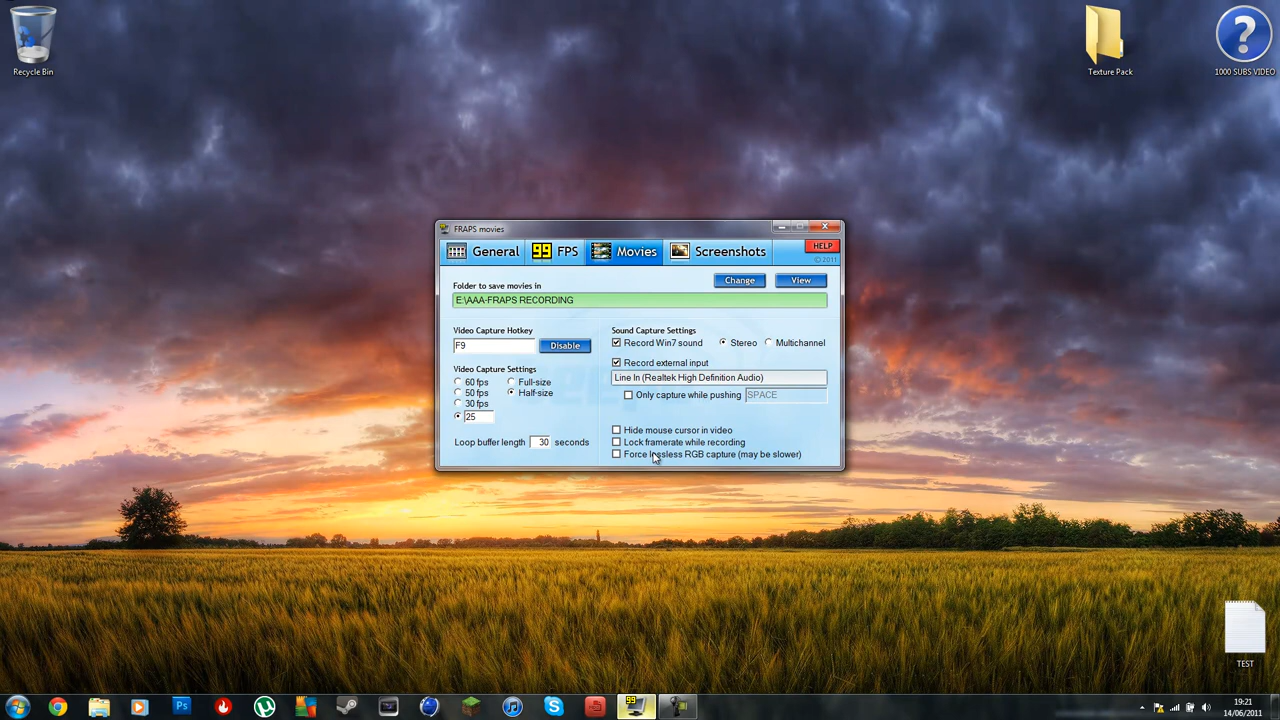 Recycle Bin
Texture Pack
1000 SUBS VIDEO
?
99 FRAPS movies
General
99 FPS
Movies
Screenshots
HELP
© 2011
Folder to save movies in
Change
View
E:\AAA-FRAPS RECORDING
Video Capture Hotkey
F9
Disable
Video Capture Settings
60 fps
Full-size
50 fps
Half-size
30 fps
25
Loop buffer length 30 seconds
Sound Capture Settings
Record Win7 sound
Stereo
Multichannel
Record external input
Line In (Realtek High Definition Audio)
Only capture while pushing SPACE
Hide mouse cursor in video
Lock framerate while recording
Force lossless RGB capture (may be slower)
TEST
Ps
99
19:21
14/06/2011